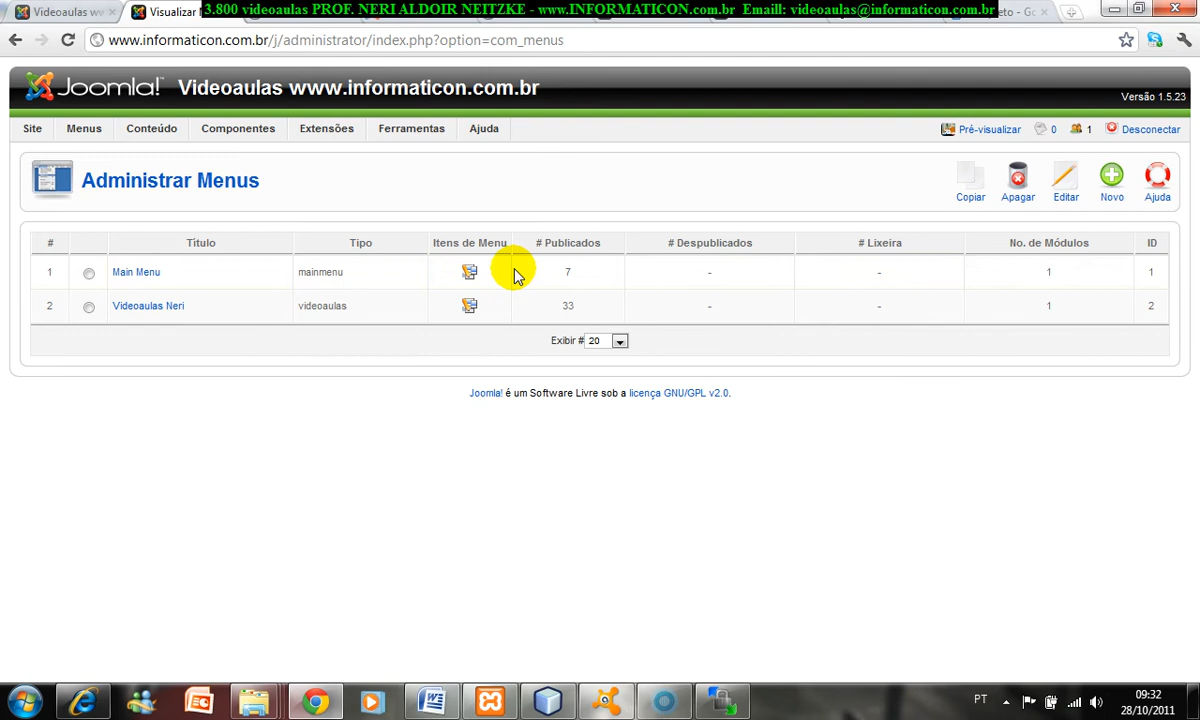 Videoaulas ww
Visualizar
3.800 videoaulas PROF. NERI ALDOIR NEITZKE - www.INFORMATICON.com.br Emaill: videoaulas@informaticon.com.br
www.informaticon.com.br/j/administrator/index.php?option=com_menus
Joomla!™ Videoaulas www.informaticon.com.br
Versão 1.5.23
Site Menus Conteúdo Componentes Extensões Ferramentas Ajuda Pré-visualizar 0 1 Desconectar
Administrar Menus
Copiar Apagar Editar Novo Ajuda
# Título Tipo Itens de Menu # Publicados # Despublicados # Lixeira No. de Módulos ID
1 Main Menu mainmenu 7 - - 1 1
2 Videoaulas Neri videoaulas 33 - - 1 2
Exibir # 20
Joomla! é um Software Livre sob a licença GNU/GPL v2.0.
PT
09:32
28/10/2011